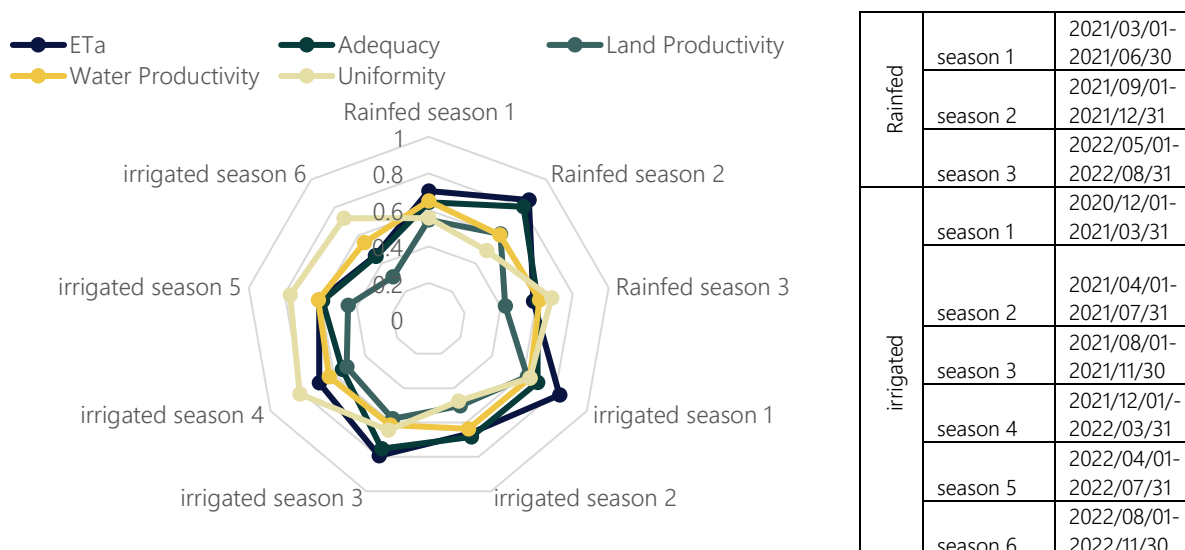 ETa
Adequacy
Land Productivity
Water Productivity
Uniformity
Rainfed season 1
Rainfed season 2
Rainfed season 3
irrigated season 1
irrigated season 2
irrigated season 3
irrigated season 4
irrigated season 5
irrigated season 6
1
0.8
0.6
0.4
0.2
0
Rainfed
season 1
2021/03/01-
2021/06/30
season 2
2021/09/01-
2021/12/31
season 3
2022/05/01-
2022/08/31
irrigated
season 1
2020/12/01-
2021/03/31
season 2
2021/04/01-
2021/07/31
season 3
2021/08/01-
2021/11/30
season 4
2021/12/01/-
2022/03/31
season 5
2022/04/01-
2022/07/31
season 6
2022/08/01-
2022/11/30